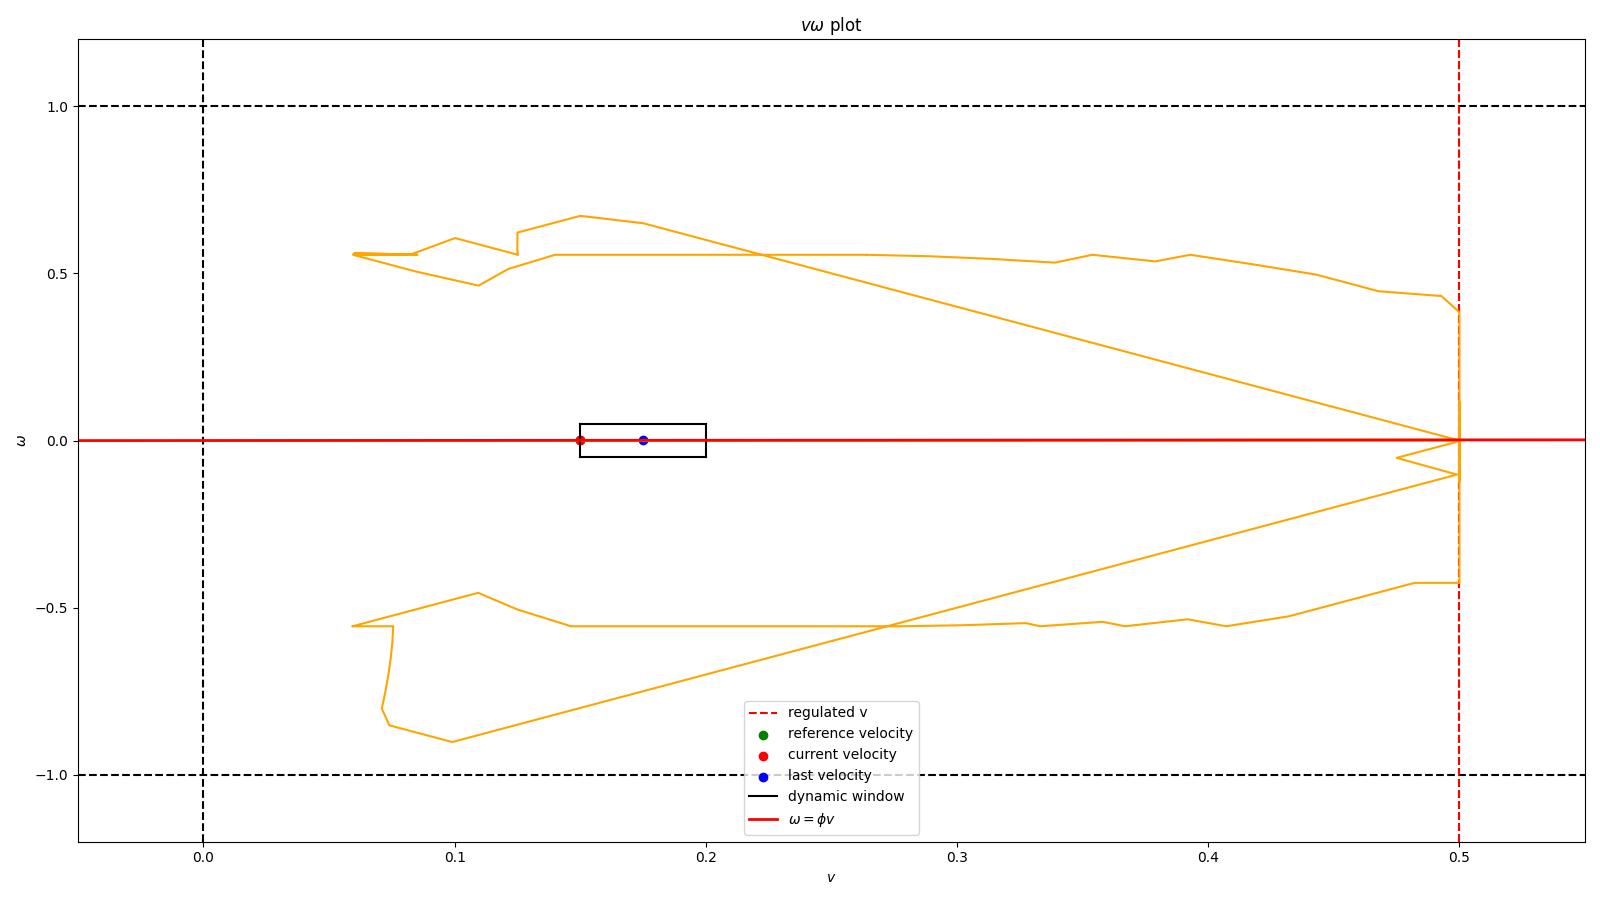 vω plot
1.0
0.5
0.0
−0.5
−1.0
ω
0.0 0.1 0.2 0.3 0.4 0.5
v
regulated v
reference velocity
current velocity
last velocity
dynamic window
ω = ϕv